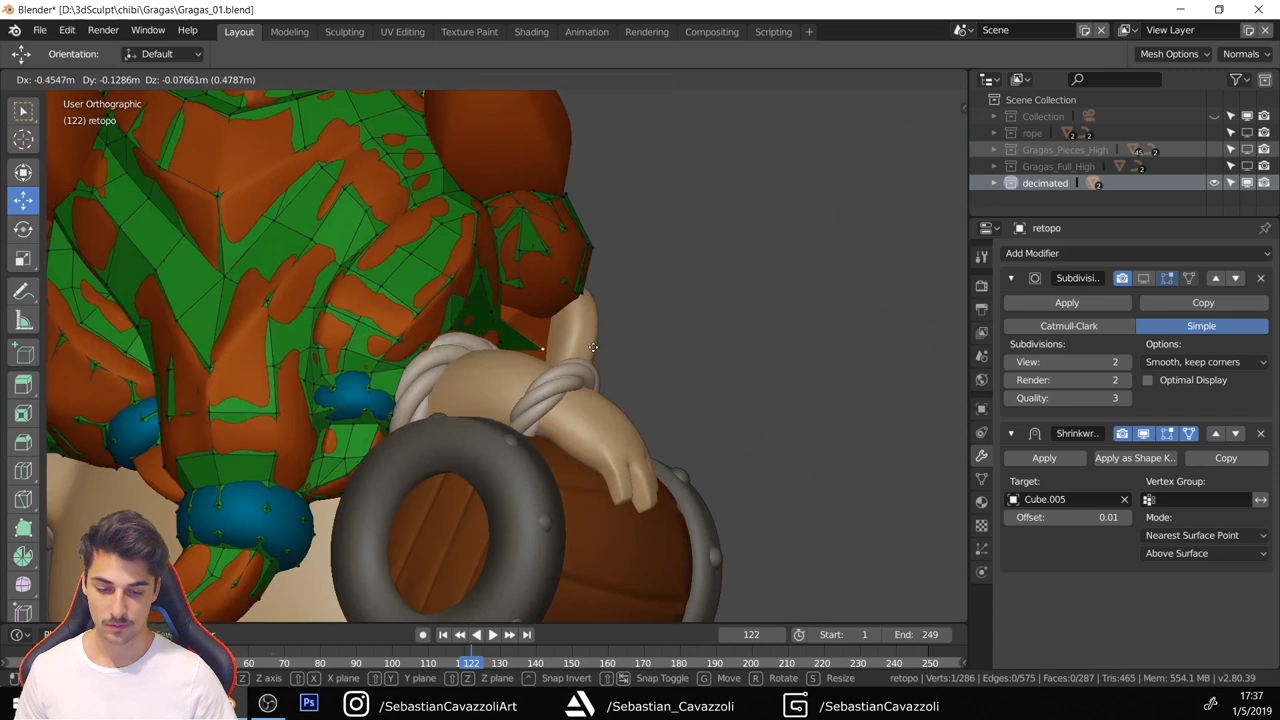 Blender* [D:\3dSculpt\chibi\Gragas\Gragas_01.blend]
File Edit Render Window Help Layout Modeling Sculpting UV Editing Texture Paint Shading Animation Rendering Compositing Scripting + Scene View Layer
Orientation: Default Mesh Options Normals
Dx: -0.4547m Dy: -0.1286m Dz: -0.07661m (0.4787m)
User Orthographic
(122) retopo
Scene Collection
Collection
rope 2 2
Gragas_Pieces_High 45 2
Gragas_Full_High 2
decimated 2
retopo
Add Modifier
Subdivisi..
Apply Copy
Catmull-Clark Simple
Subdivisions: Options:
View: 2 Smooth, keep corners
Render: 2 Optimal Display
Quality: 3
Shrinkwr..
Apply Apply as Shape K.. Copy
Target: Vertex Group:
Cube.005
Offset: 0.01 Mode:
Nearest Surface Point
Above Surface
122 Start: 1 End: 249
60 70 80 90 100 110 122 130 140 150 160 170 180 190 200 210 220 230 240 250
Z Z axis X X plane Y Y plane Z Z plane Snap Invert Snap Toggle G Move R Rotate S Resize retopo | Verts:1/286 | Edges:0/575 | Faces:0/287 | Tris:465 | Mem: 554.1 MB | v2.80.39
Ps /SebastianCavazzoliArt /Sebastian_Cavazzoli /SebastianCavazzoli 17:37
1/5/2019